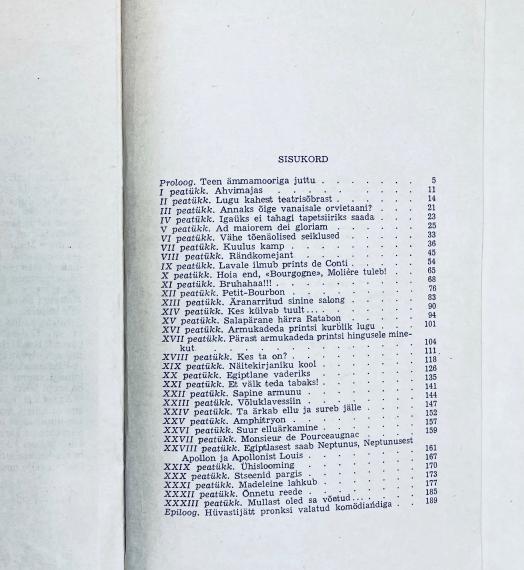 SISUKORD
Proloog. Teen ämmamooriga juttu . . . . . . . 5
I peatükk. Ahvimajas . . . . . . . . . 11
II peatükk. Lugu kahest teatrisõbrast . . . . . 14
III peatükk. Annaks õige vanaisale orvietaani? . . . 21
IV peatükk. Igaüks ei tahagi tapetsiiriks saada . . . 23
V peatükk. Ad maiorem dei gloriam . . . . . 25
VI peatükk. Vähe tõenäolised seiklused . . . . . 33
VII peatükk. Kuulus kamp . . . . . . . 36
VIII peatükk. Rändkomejant . . . . . . . 45
IX peatükk. Lavale ilmub prints de Conti . . . . 54
X peatükk. Hoia end, «Bourgogne», Molière tuleb! . . 65
XI peatükk. Bruhahaa!!! . . . . . . . . 68
XII peatükk. Petit-Bourbon . . . . . . . 76
XIII peatükk. Äranarritud sinine salong . . . . . 83
XIV peatükk. Kes külvab tuult... . . . . . . 90
XV peatükk. Salapärane härra Ratabon . . . . . 94
XVI peatükk. Armukadeda printsi kurblik lugu . . . 101
XVII peatükk. Pärast armukadeda printsi hingusele mine-
kut . . . . . . . . . . . . 104
XVIII peatükk. Kes ta on? . . . . . . . . 111
XIX peatükk. Näitekirjaniku kool . . . . . . 118
XX peatükk. Egiptlane vaderiks . . . . . . 126
XXI peatükk. Et välk teda tabaks! . . . . . . 135
XXII peatükk. Sapine armunu . . . . . . . 141
XXIII peatükk. Võluklavessiin . . . . . . . 144
XXIV peatükk. Ta ärkab ellu ja sureb jälle . . . . 147
XXV peatükk. Amphitryon . . . . . . . . 152
XXVI peatükk. Suur elluärkamine . . . . . . 157
XXVII peatükk. Monsieur de Pourceaugnac . . . . 159
XXVIII peatükk. Egiptlasest saab Neptunus, Neptunusest
Apollon ja Apollonist Louis . . . . . . . 161
XXIX peatükk. Ühislooming . . . . . . . 167
XXX peatükk. Stseenid pargis . . . . . . . 170
XXXI peatükk. Madeleine lahkub . . . . . . 173
XXXII peatükk. Õnnetu reede . . . . . . . 177
XXXIII peatükk. Mullast oled sa võetud... . . . . 185
Epiloog. Hüvastijätt pronksi valatud komödiandiga . . 189